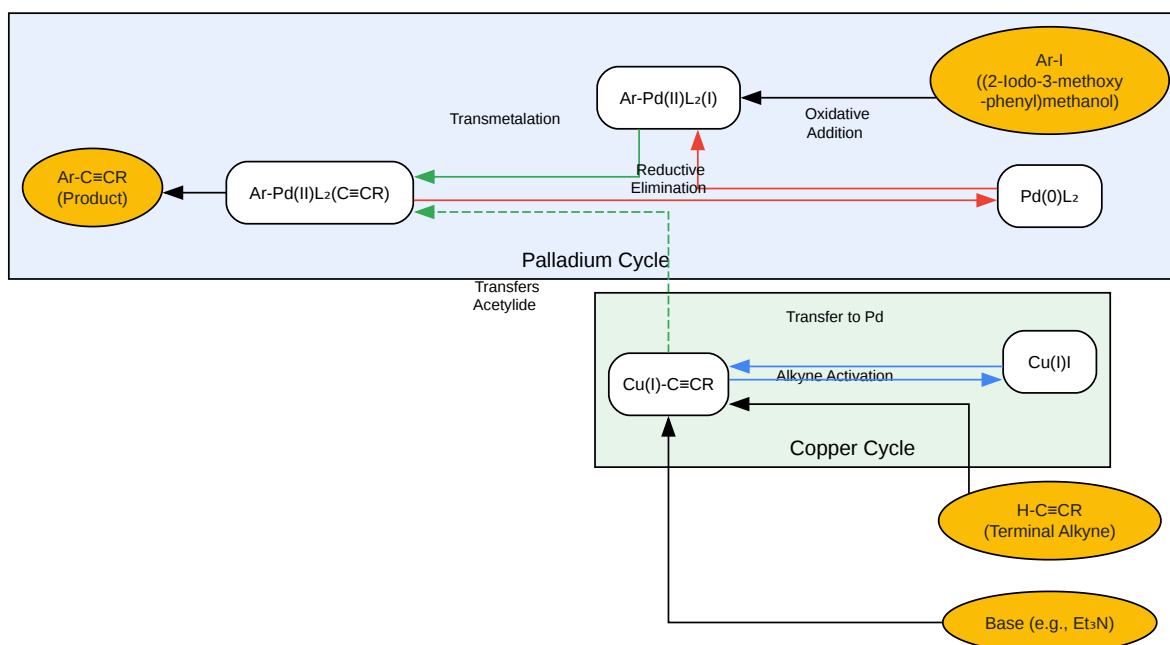 Ar-I
((2-Iodo-3-methoxy
-phenyl)methanol)
Ar-Pd(II)L₂(I)
Oxidative
Addition
Transmetalation
Reductive
Elimination
Ar-C≡CR
(Product)
Ar-Pd(II)L₂(C≡CR)
Pd(0)L₂
Palladium Cycle
Transfers
Acetylide
Transfer to Pd
Cu(I)-C≡CR
Alkyne Activation
Cu(I)I
Copper Cycle
H-C≡CR
(Terminal Alkyne)
Base (e.g., Et₃N)